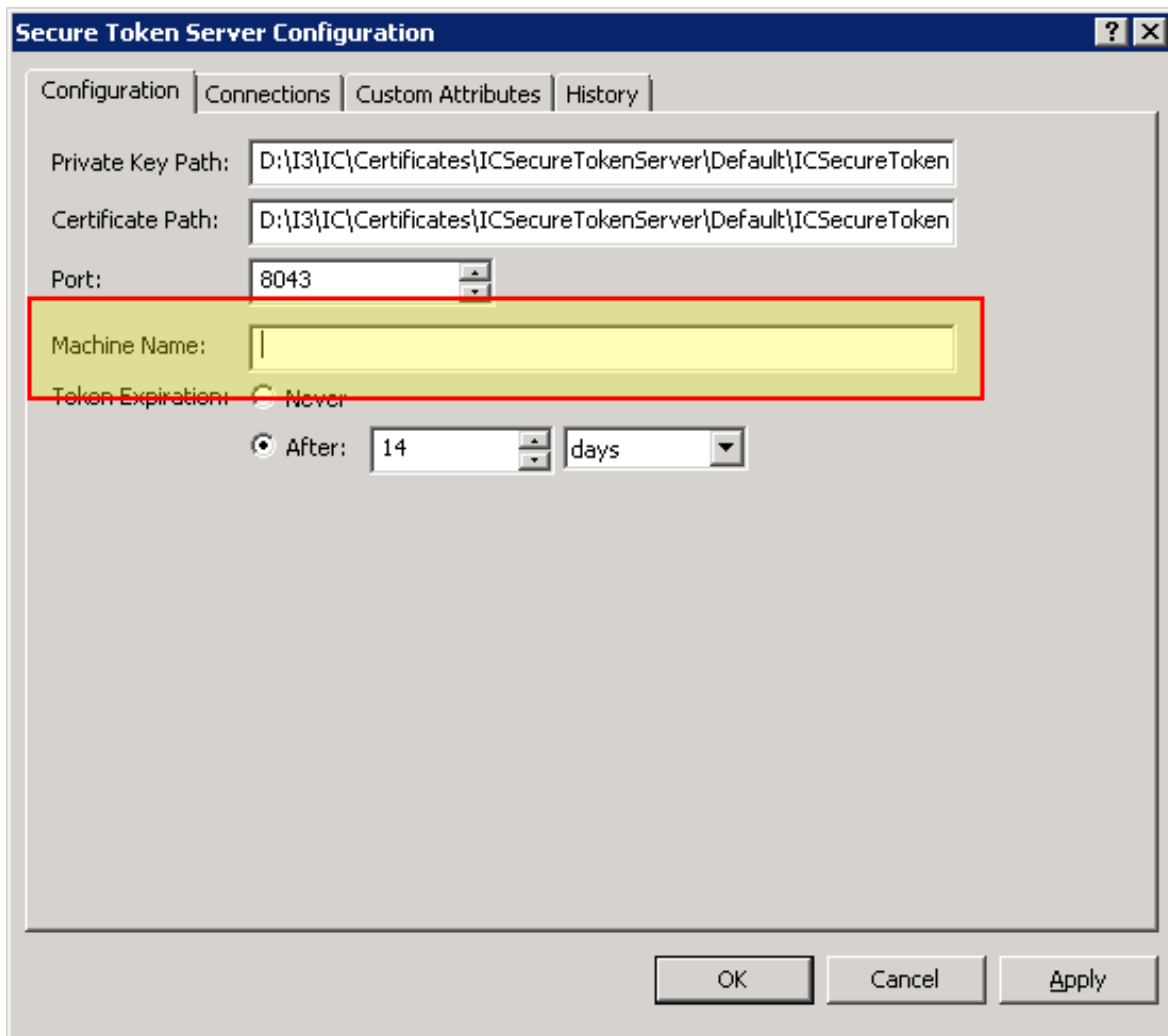 Secure Token Server Configuration
Configuration Connections Custom Attributes History
Private Key Path: D:\I3\IC\Certificates\ICSecureTokenServer\Default\ICSecureToken
Certificate Path: D:\I3\IC\Certificates\ICSecureTokenServer\Default\ICSecureToken
Port: 8043
Machine Name:
Token Expiration: Never
After: 14 days
OK Cancel Apply